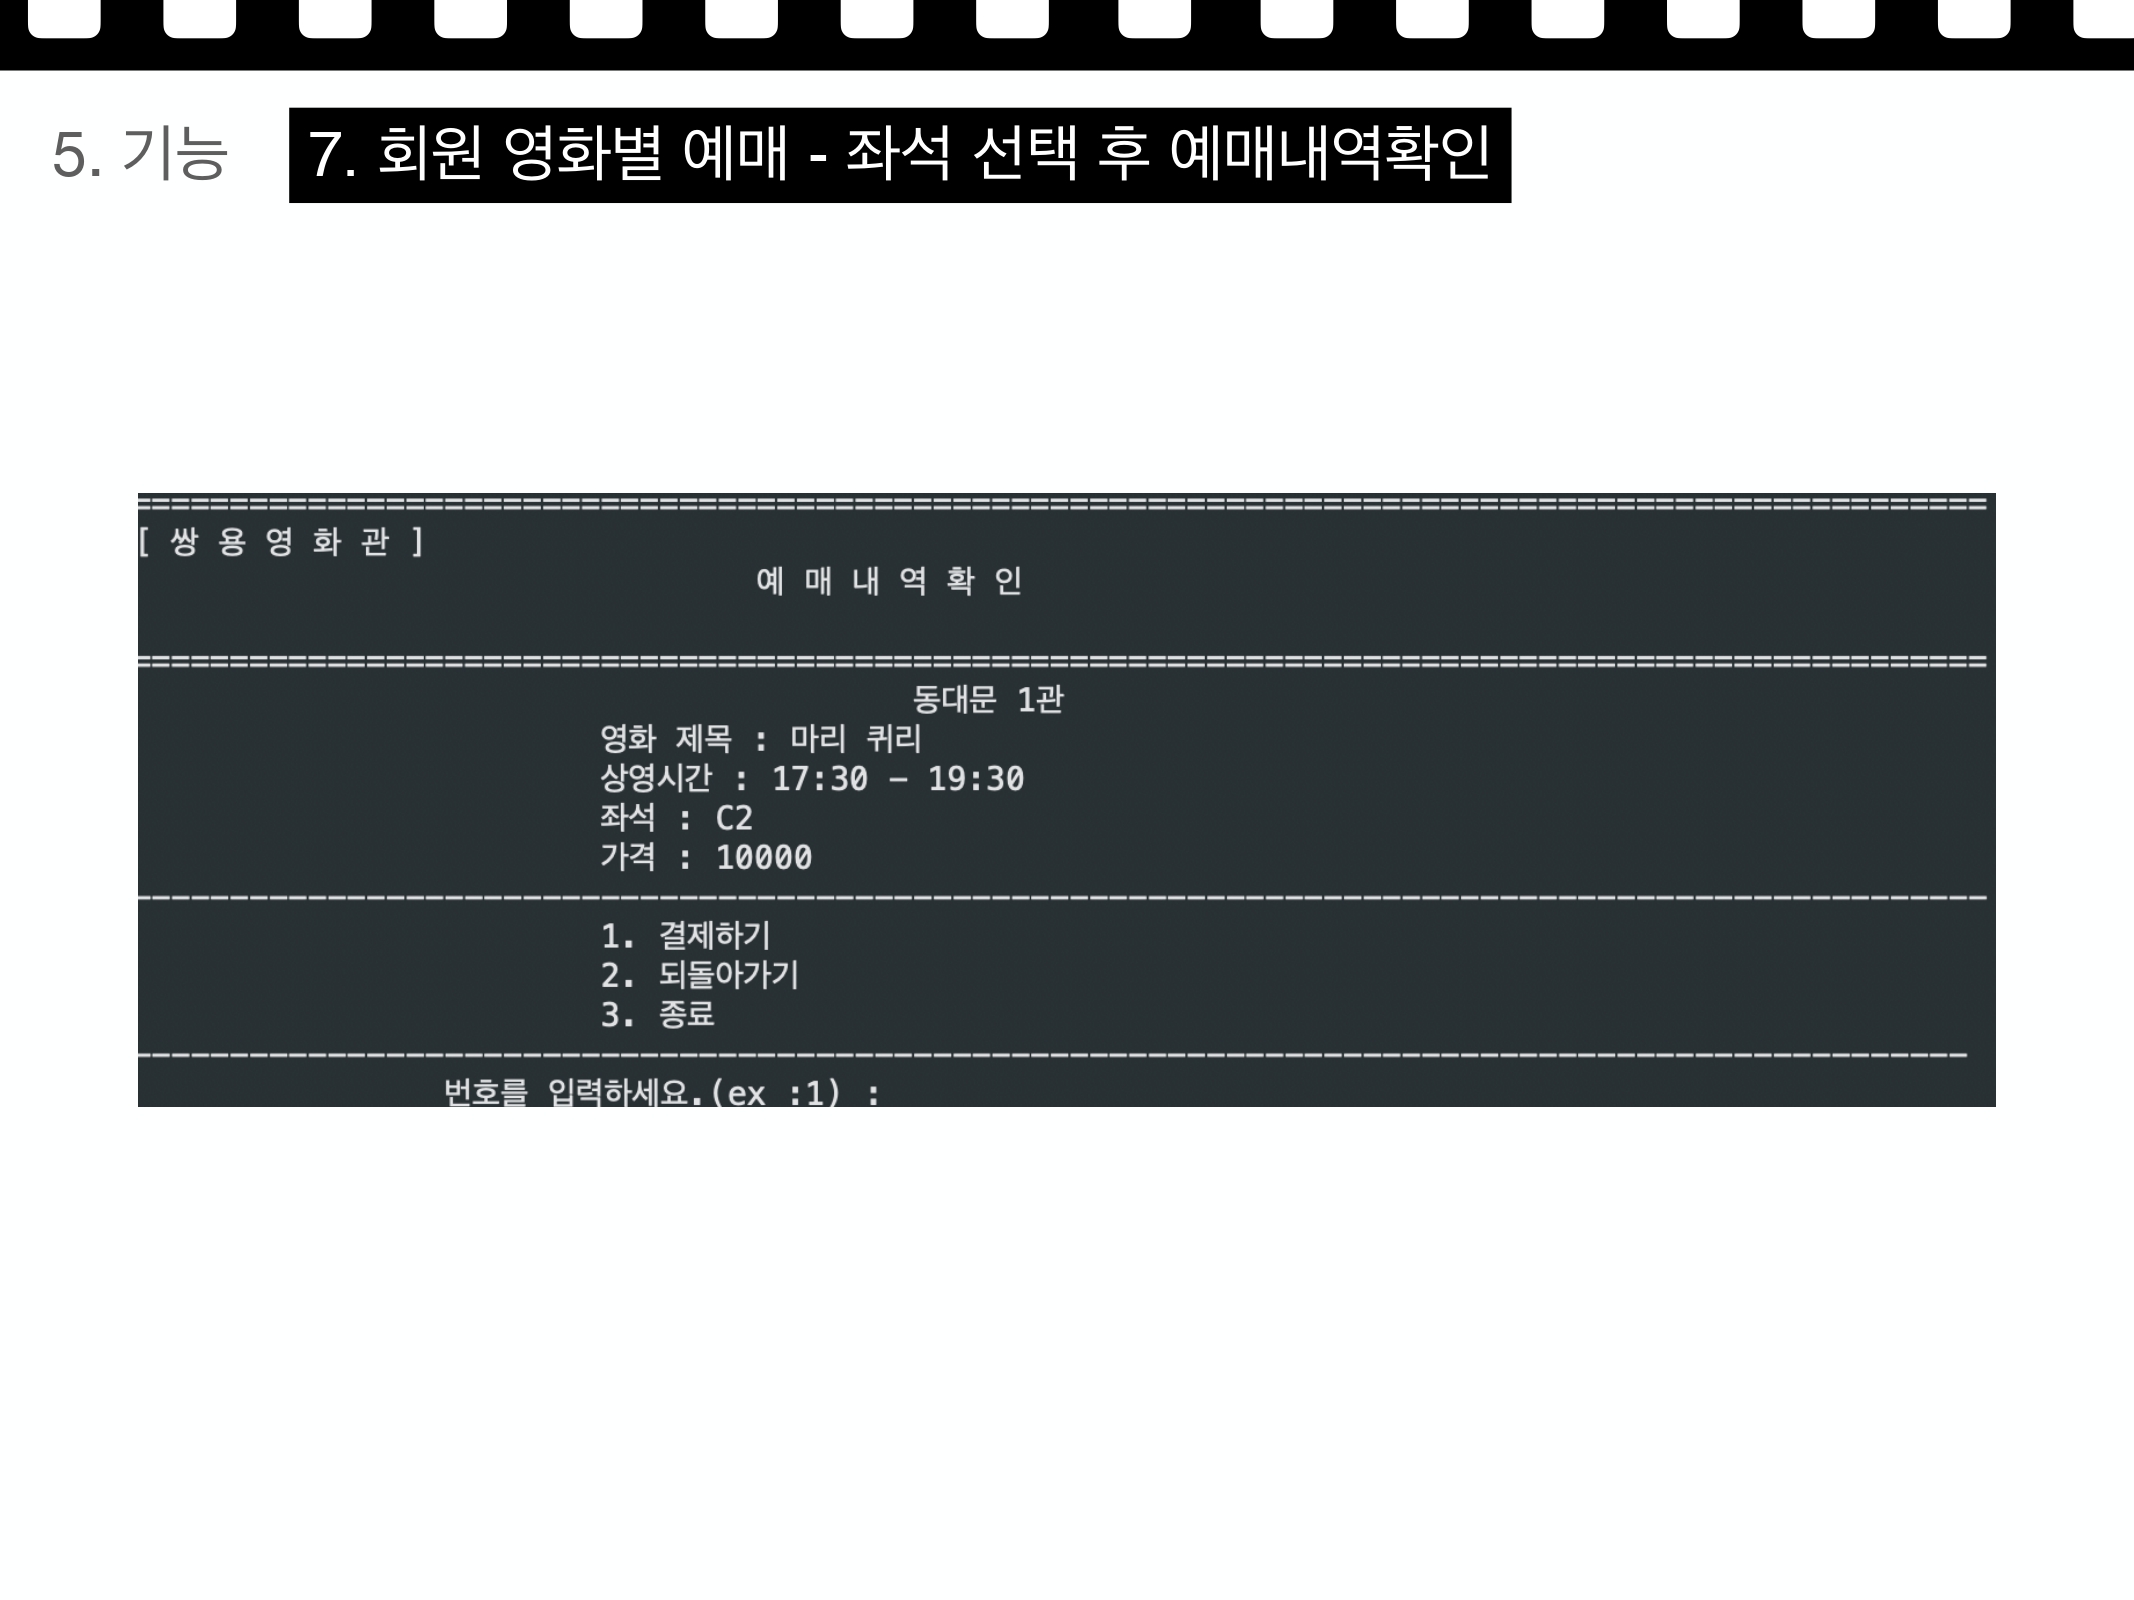 5. 기능
7. 회원 영화별 예매 - 좌석 선택 후 예매내역확인
===============================================================================================
[ 쌍 용 영 화 관 ]
예 매 내 역 확 인
===============================================================================================
동대문 1관
영화 제목 : 마리 퀴리
상영시간 : 17:30 – 19:30
좌석 : C2
가격 : 10000
-----------------------------------------------------------------------------------------------
1. 결제하기
2. 되돌아가기
3. 종료
----------------------------------------------------------------------------------------------
번호를 입력하세요.(ex :1) :